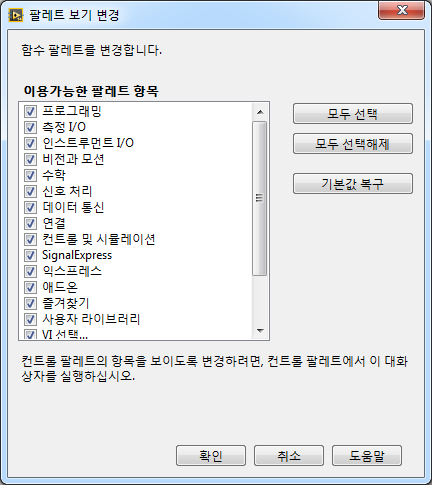 팔레트 보기 변경
함수 팔레트를 변경합니다.
이용가능한 팔레트 항목
프로그래밍
측정 I/O
인스트루먼트 I/O
비전과 모션
수학
신호 처리
데이터 통신
연결
컨트롤 및 시뮬레이션
SignalExpress
익스프레스
애드온
즐겨찾기
사용자 라이브러리
VI 선택...
모두 선택
모두 선택해제
기본값 복구
컨트롤 팔레트의 항목을 보이도록 변경하려면, 컨트롤 팔레트에서 이 대화
상자를 실행하십시오.
확인
취소
도움말